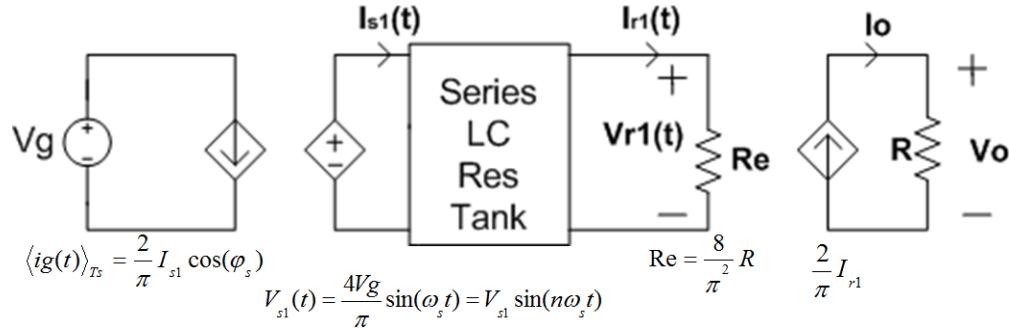 Is1(t) Ir1(t) Io
Vg
+
−
+
−
Series
LC
Res
Tank
+
Vr1(t)
−
Re
R
+
Vo
−
⟨ig(t)⟩Ts = 2/π Is1 cos(φs)
Vs1(t) = 4Vg/π sin(ωst) = Vs1 sin(nωst)
Re = 8/π² R
2/π Ir1